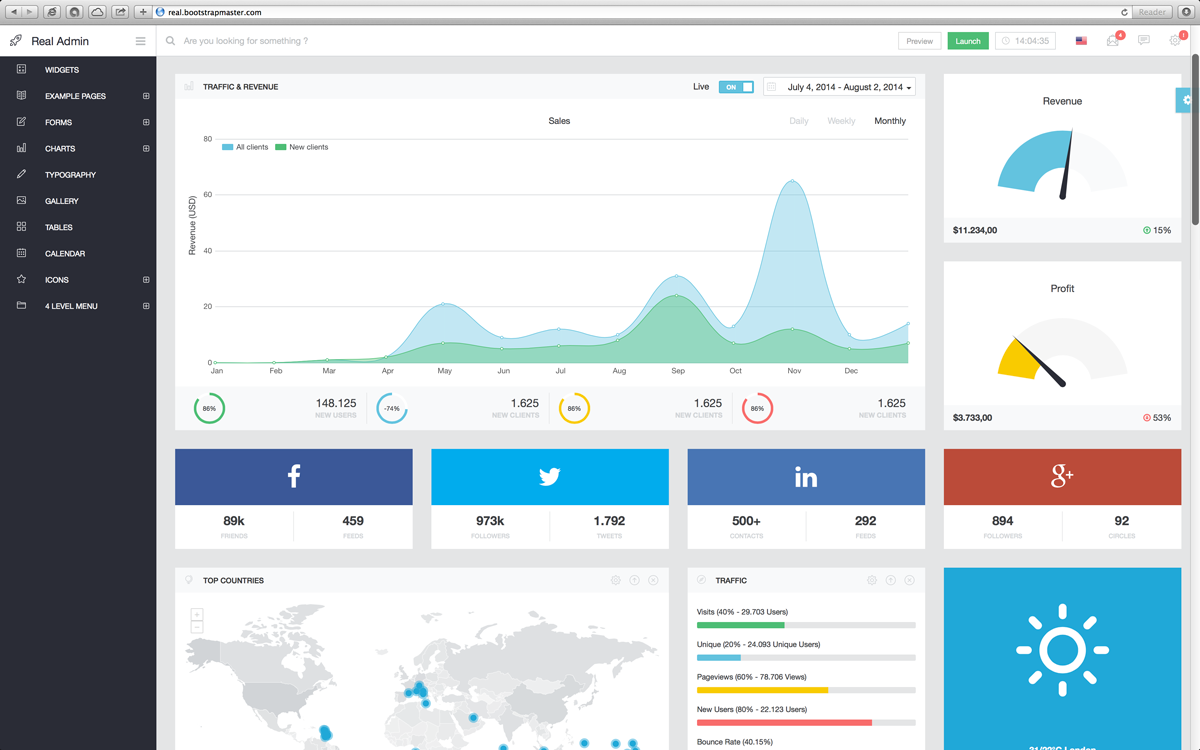 real.bootstrapmaster.com
Reader
Real Admin
Are you looking for something ?
Preview
Launch
14:04:35
4
!
WIDGETS
EXAMPLE PAGES
FORMS
CHARTS
TYPOGRAPHY
GALLERY
TABLES
CALENDAR
ICONS
4 LEVEL MENU
TRAFFIC & REVENUE
Live
ON
July 4, 2014 - August 2, 2014
Sales
Daily Weekly Monthly
All clients New clients
Revenue (USD)
80
60
40
20
0
Jan Feb Mar Apr May Jun Jul Aug Sep Oct Nov Dec
86%
148.125
NEW USERS
-74%
1.625
NEW CLIENTS
86%
1.625
NEW CLIENTS
86%
1.625
NEW CLIENTS
Revenue
$11.234,00
15%
Profit
$3.733,00
53%
f
89k
FRIENDS
459
FEEDS
973k
FOLLOWERS
1.792
TWEETS
in
500+
CONTACTS
292
FEEDS
g+
894
FOLLOWERS
92
CIRCLES
TOP COUNTRIES
+
−
TRAFFIC
Visits (40% - 29.703 Users)
Unique (20% - 24.093 Unique Users)
Pageviews (60% - 78.706 Views)
New Users (80% - 22.123 Users)
Bounce Rate (40.15%)